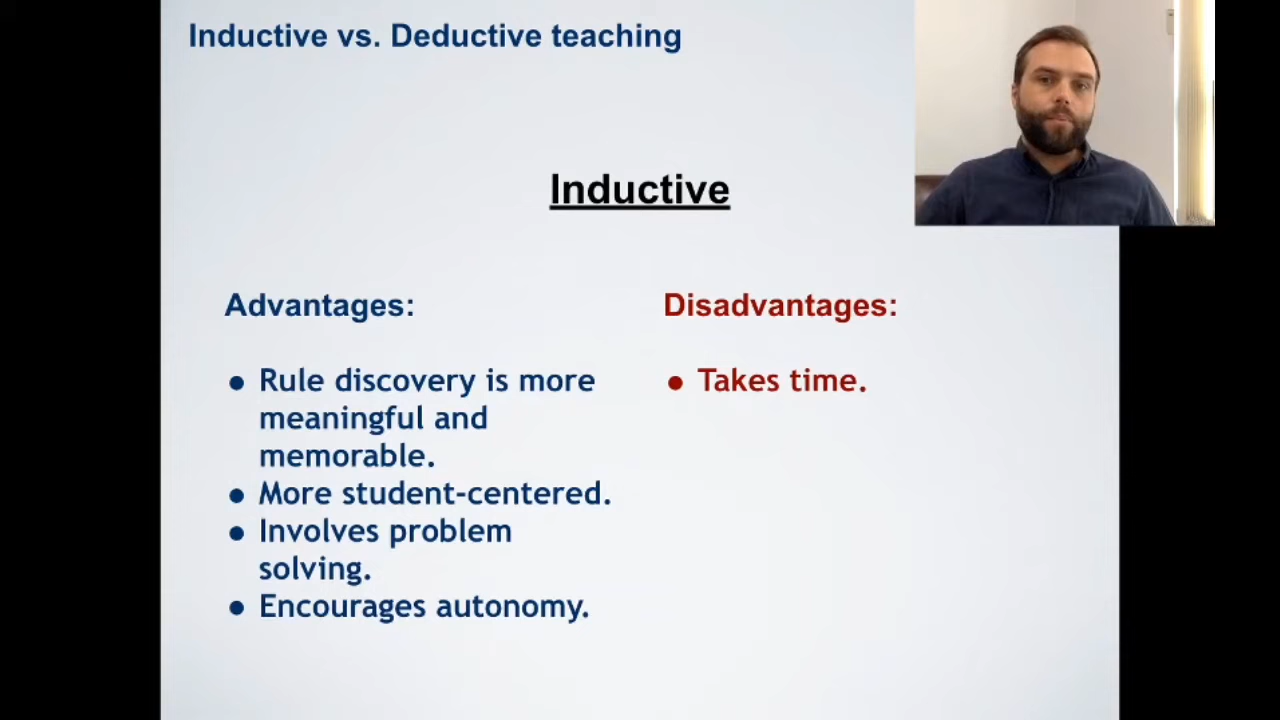 Inductive vs. Deductive teaching
Inductive
Advantages:
● Rule discovery is more
meaningful and
memorable.
● More student-centered.
● Involves problem
solving.
● Encourages autonomy.
Disadvantages:
● Takes time.